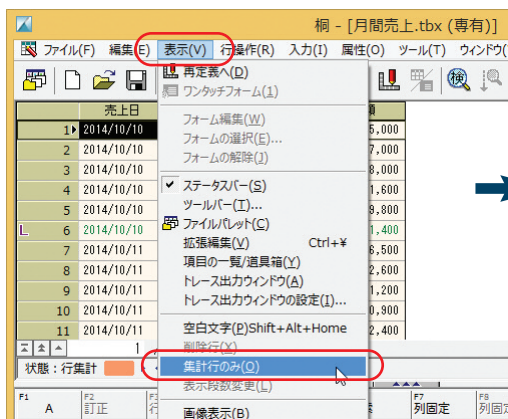 桐 - [月間売上.tbx (専有)]
ファイル(F) 編集(E) 表示(V) 行操作(R) 入力(I) 属性(O) ツール(T) ウィンドウ(
売上日
1 2014/10/10 5,000
2 2014/10/10 7,000
3 2014/10/10 8,000
4 2014/10/10 1,600
5 2014/10/10 9,800
L 6 2014/10/10 1,400
7 2014/10/11 6,500
8 2014/10/11 2,600
9 2014/10/11 1,200
10 2014/10/11 0,900
11 2014/10/11 2,400
再定義へ(D)
ワンタッチフォーム(1)
フォーム編集(W)
フォームの選択(E)...
フォームの解除(J)
ステータスバー(S)
ツールバー(T)...
ファイルパレット(C)
拡張編集(V) Ctrl+¥
項目の一覧/道具箱(Y)
トレース出力ウィンドウ(A)
トレース出力ウィンドウの設定(I)...
空白文字(P)Shift+Alt+Home
削除行(X)
集計行のみ(O)
表示段数変更(L)
画像表示(B)
1
状態:行集計
F1 A
F2 訂正
F7 列固定
F8 列固定